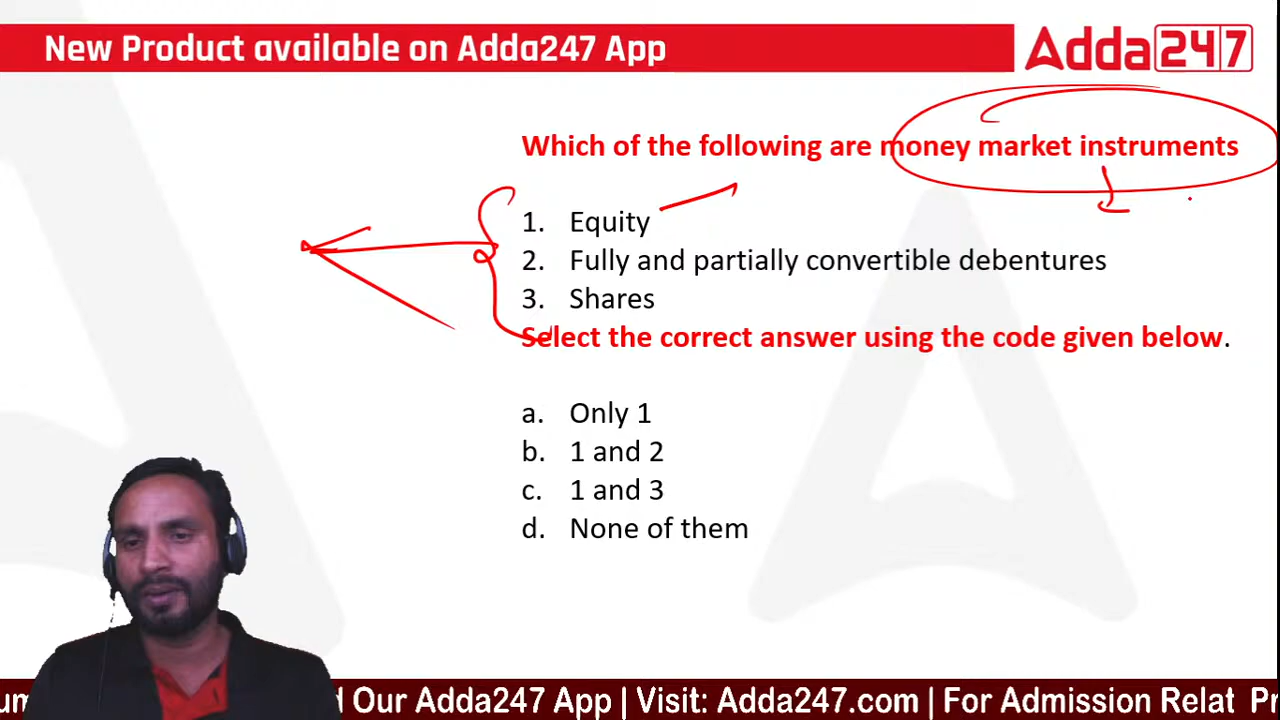 New Product available on Adda247 App
Adda247
Which of the following are money market instruments
1. Equity
2. Fully and partially convertible debentures
3. Shares
Select the correct answer using the code given below.
a. Only 1
b. 1 and 2
c. 1 and 3
d. None of them
Our Adda247 App | Visit: Adda247.com | For Admission Relat